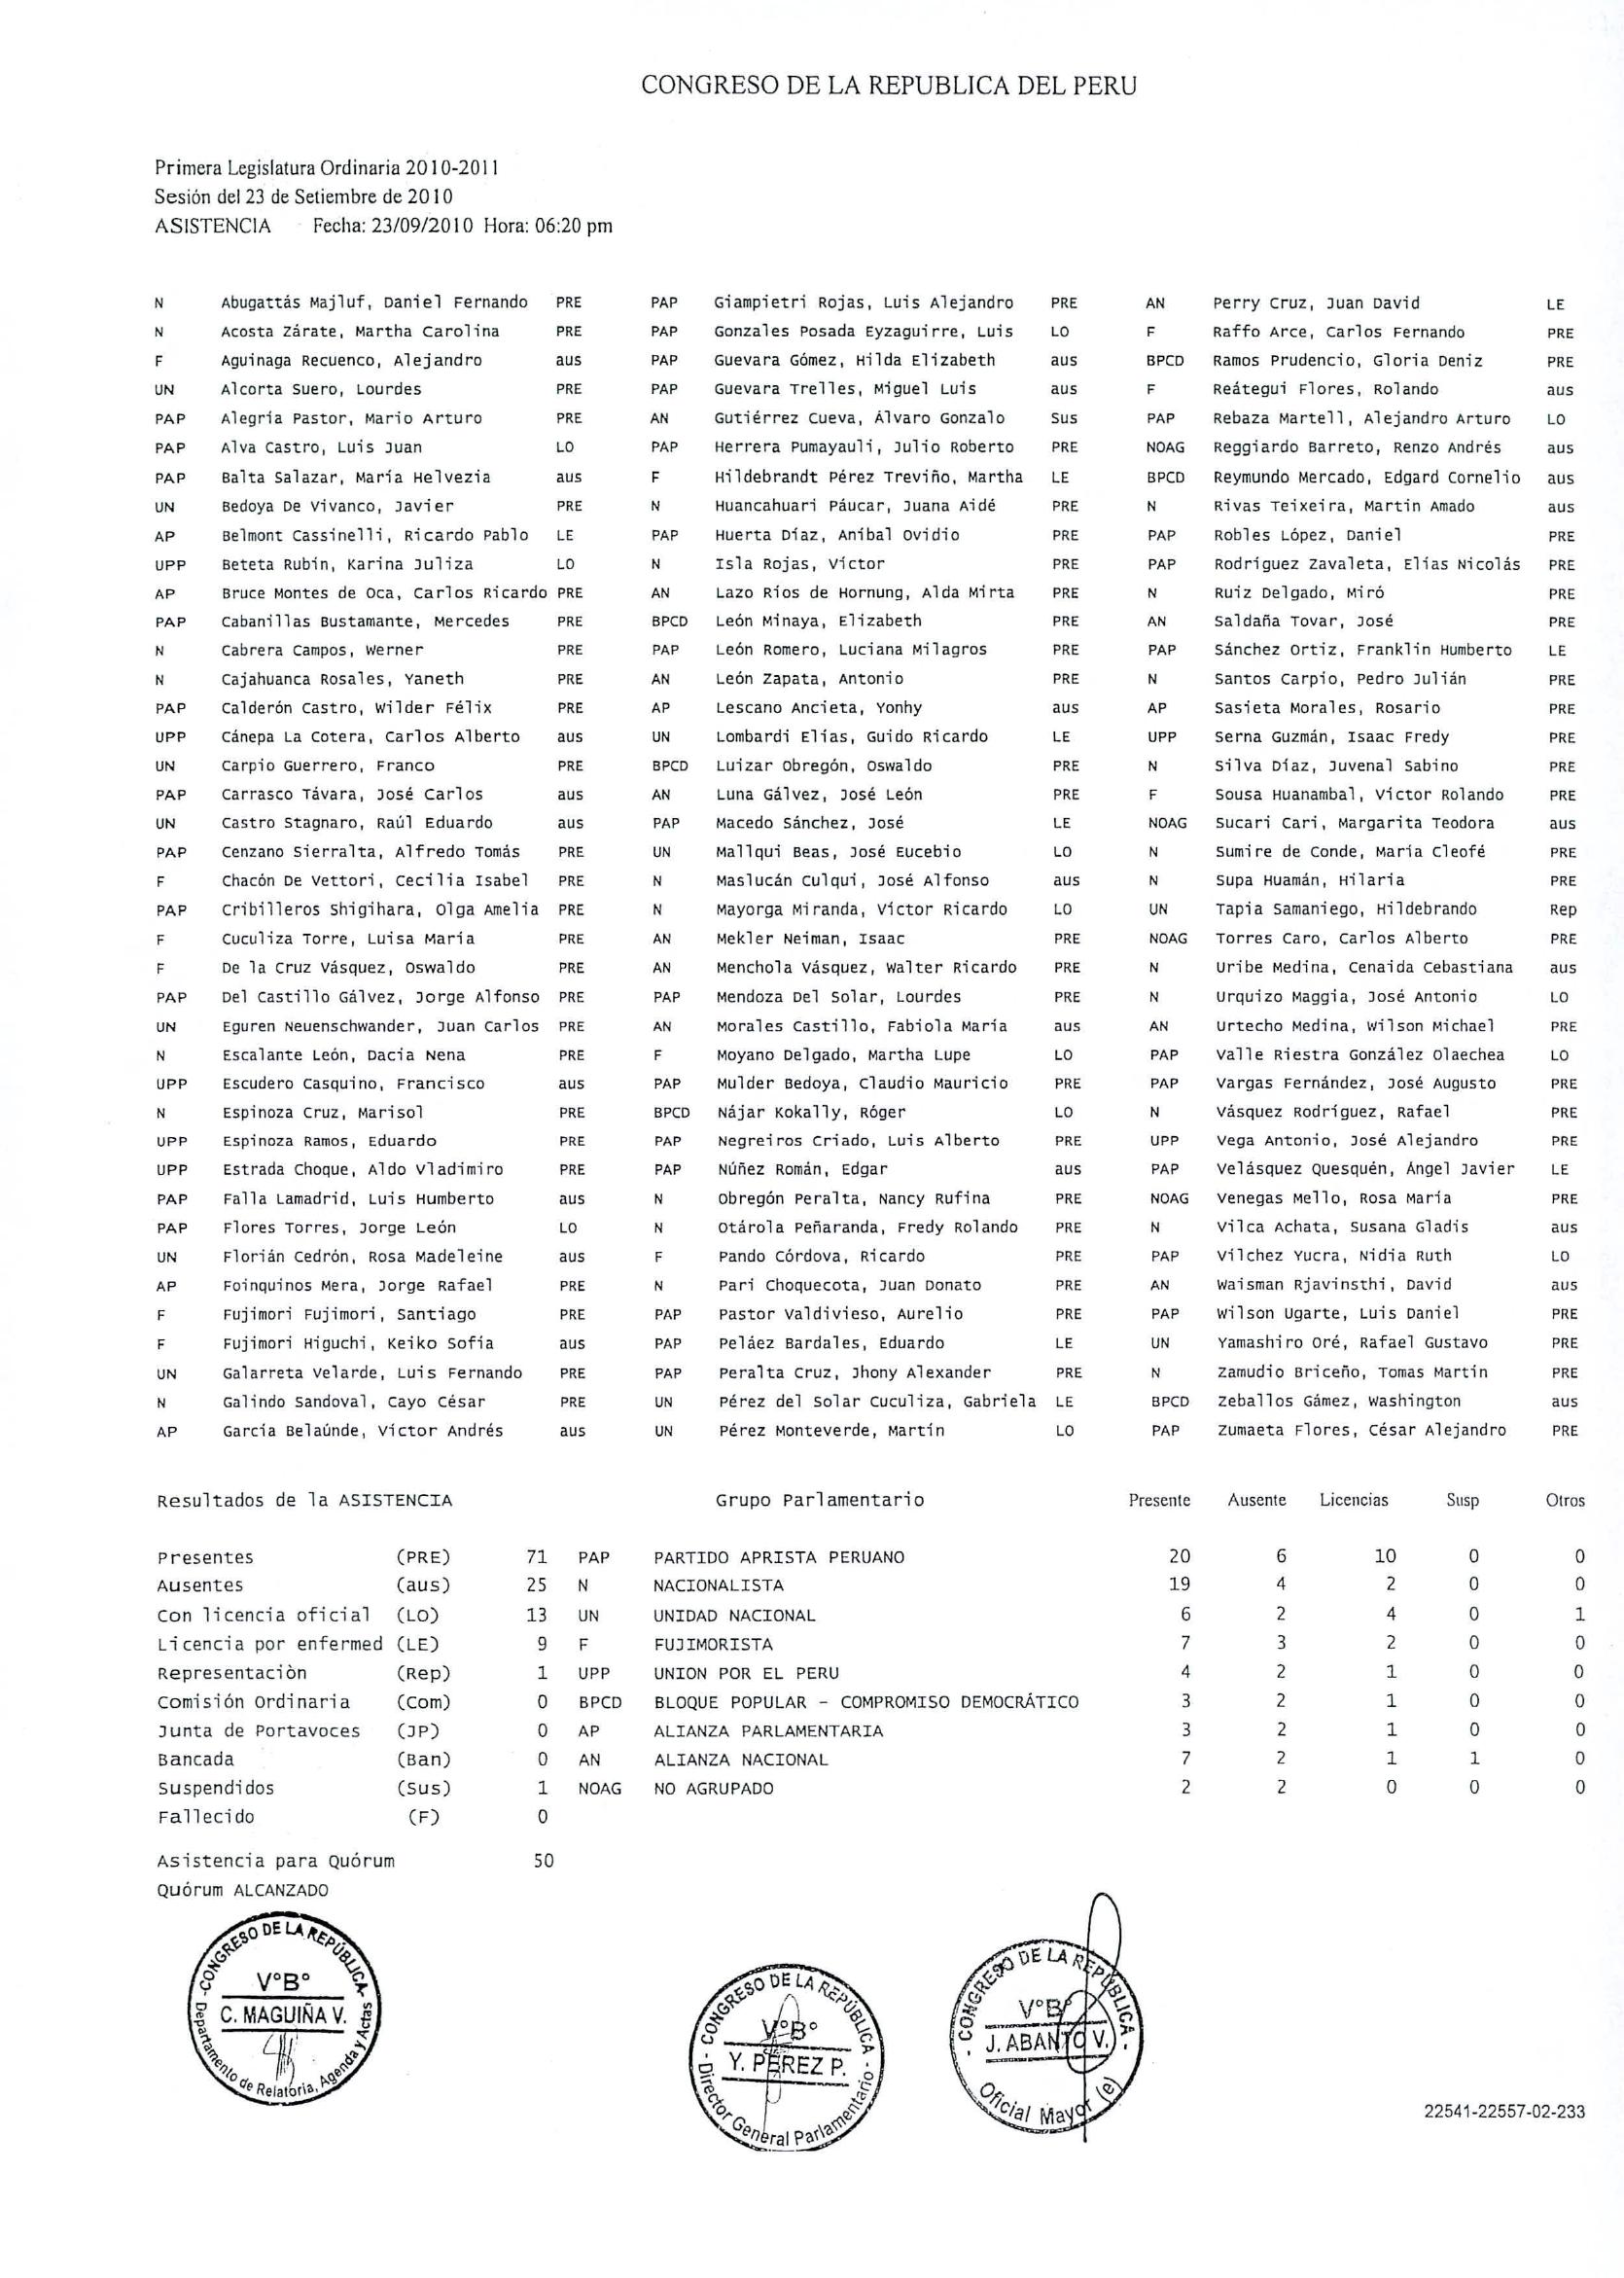 CONGRESO DE LA REPUBLICA DEL PERU
Primera Legislatura Ordinaria 2010-2011
Sesión del 23 de Setiembre de 2010
ASISTENCIA Fecha: 23/09/2010 Hora: 06:20 pm
N Abugattás Majluf, Daniel Fernando PRE PAP Giampietri Rojas, Luis Alejandro PRE AN Perry Cruz, Juan David LE
N Acosta Zárate, Martha Carolina PRE PAP Gonzales Posada Eyzaguirre, Luis LO F Raffo Arce, Carlos Fernando PRE
F Aguinaga Recuenco, Alejandro aus PAP Guevara Gómez, Hilda Elizabeth aus BPCD Ramos Prudencio, Gloria Deniz PRE
UN Alcorta Suero, Lourdes PRE PAP Guevara Trelles, Miguel Luis aus F Reátegui Flores, Rolando aus
PAP Alegría Pastor, Mario Arturo PRE AN Gutiérrez Cueva, Álvaro Gonzalo Sus PAP Rebaza Martell, Alejandro Arturo LO
PAP Alva Castro, Luis Juan LO PAP Herrera Pumayauli, Julio Roberto PRE NOAG Reggiardo Barreto, Renzo Andrés aus
PAP Balta Salazar, María Helvezia aus F Hildebrandt Pérez Treviño, Martha LE BPCD Reymundo Mercado, Edgard Cornelio aus
UN Bedoya De Vivanco, Javier PRE N Huancahuari Páucar, Juana Aidé PRE N Rivas Teixeira, Martin Amado aus
AP Belmont Cassinelli, Ricardo Pablo LE PAP Huerta Díaz, Aníbal Ovidio PRE PAP Robles López, Daniel PRE
UPP Beteta Rubín, Karina Juliza LO N Isla Rojas, Víctor PRE PAP Rodríguez Zavaleta, Elías Nicolás PRE
AP Bruce Montes de Oca, Carlos Ricardo PRE AN Lazo Ríos de Hornung, Alda Mirta PRE N Ruiz Delgado, Miró PRE
PAP Cabanillas Bustamante, Mercedes PRE BPCD León Minaya, Elizabeth PRE AN Saldaña Tovar, José PRE
N Cabrera Campos, Werner PRE PAP León Romero, Luciana Milagros PRE PAP Sánchez Ortiz, Franklin Humberto LE
N Cajahuanca Rosales, Yaneth PRE AN León Zapata, Antonio PRE N Santos Carpio, Pedro Julián PRE
PAP Calderón Castro, Wilder Félix PRE AP Lescano Ancieta, Yonhy aus AP Sasieta Morales, Rosario PRE
UPP Cánepa La Cotera, Carlos Alberto aus UN Lombardi Elías, Guido Ricardo LE UPP Serna Guzmán, Isaac Fredy PRE
UN Carpio Guerrero, Franco PRE BPCD Luizar Obregón, Oswaldo PRE N Silva Díaz, Juvenal Sabino PRE
PAP Carrasco Távara, José Carlos aus AN Luna Gálvez, José León PRE F Sousa Huanambal, Víctor Rolando PRE
UN Castro Stagnaro, Raúl Eduardo aus PAP Macedo Sánchez, José LE NOAG Sucari Cari, Margarita Teodora aus
PAP Cenzano Sierralta, Alfredo Tomás PRE UN Mallqui Beas, José Eucebio LO N Sumire de Conde, María Cleofé PRE
F Chacón De Vettori, Cecilia Isabel PRE N Maslucán Culqui, José Alfonso aus N Supa Huamán, Hilaria PRE
PAP Cribilleros Shigihara, Olga Amelia PRE N Mayorga Miranda, Víctor Ricardo LO UN Tapia Samaniego, Hildebrando Rep
F Cuculiza Torre, Luisa María PRE AN Mekler Neiman, Isaac PRE NOAG Torres Caro, Carlos Alberto PRE
F De la Cruz Vásquez, Oswaldo PRE AN Menchola Vásquez, Walter Ricardo PRE N Uribe Medina, Cenaida Cebastiana aus
PAP Del Castillo Gálvez, Jorge Alfonso PRE PAP Mendoza Del Solar, Lourdes PRE N Urquizo Maggia, José Antonio LO
UN Eguren Neuenschwander, Juan Carlos PRE AN Morales Castillo, Fabiola María aus AN Urtecho Medina, Wilson Michael PRE
N Escalante León, Dacia Nena PRE F Moyano Delgado, Martha Lupe LO PAP Valle Riestra González Olaechea LO
UPP Escudero Casquino, Francisco aus PAP Mulder Bedoya, Claudio Mauricio PRE PAP Vargas Fernández, José Augusto PRE
N Espinoza Cruz, Marisol PRE BPCD Nájar Kokally, Róger LO N Vásquez Rodríguez, Rafael PRE
UPP Espinoza Ramos, Eduardo PRE PAP Negreiros Criado, Luis Alberto PRE UPP Vega Antonio, José Alejandro PRE
UPP Estrada Choque, Aldo Vladimiro PRE PAP Núñez Román, Edgar aus PAP Velásquez Quesquén, Ángel Javier LE
PAP Falla Lamadrid, Luis Humberto aus N Obregón Peralta, Nancy Rufina PRE NOAG Venegas Mello, Rosa María PRE
PAP Flores Torres, Jorge León LO N Otárola Peñaranda, Fredy Rolando PRE N Vilca Achata, Susana Gladis aus
UN Florián Cedrón, Rosa Madeleine aus F Pando Córdova, Ricardo PRE PAP Vilchez Yucra, Nidia Ruth LO
AP Foinquinos Mera, Jorge Rafael PRE N Pari Choquecota, Juan Donato PRE AN Waisman Rjavinsthi, David aus
F Fujimori Fujimori, Santiago PRE PAP Pastor Valdivieso, Aurelio PRE PAP Wilson Ugarte, Luis Daniel PRE
F Fujimori Higuchi, Keiko Sofía aus PAP Peláez Bardales, Eduardo LE UN Yamashiro Oré, Rafael Gustavo PRE
UN Galarreta Velarde, Luis Fernando PRE PAP Peralta Cruz, Jhony Alexander PRE N Zamudio Briceño, Tomas Martín PRE
N Galindo Sandoval, Cayo César PRE UN Pérez del Solar Cuculiza, Gabriela LE BPCD Zeballos Gámez, Washington aus
AP García Belaúnde, Víctor Andrés aus UN Pérez Monteverde, Martín LO PAP Zumaeta Flores, César Alejandro PRE
Resultados de la ASISTENCIA Grupo Parlamentario Presente Ausente Licencias Susp Otros
Presentes (PRE) 71 PAP PARTIDO APRISTA PERUANO 20 6 10 0 0
Ausentes (aus) 25 N NACIONALISTA 19 4 2 0 0
Con licencia oficial (LO) 13 UN UNIDAD NACIONAL 6 2 4 0 1
Licencia por enfermed (LE) 9 F FUJIMORISTA 7 3 2 0 0
Representaciòn (Rep) 1 UPP UNION POR EL PERU 4 2 1 0 0
Comisión Ordinaria (Com) 0 BPCD BLOQUE POPULAR - COMPROMISO DEMOCRÁTICO 3 2 1 0 0
Junta de Portavoces (JP) 0 AP ALIANZA PARLAMENTARIA 3 2 1 0 0
Bancada (Ban) 0 AN ALIANZA NACIONAL 7 2 1 1 0
Suspendidos (Sus) 1 NOAG NO AGRUPADO 2 2 0 0 0
Fallecido (F) 0
Asistencia para Quórum 50
Quórum ALCANZADO
-CONGRESO DE LA REPÚBLICA-
V°B°
C. MAGUIÑA V.
Departamento de Relatoría, Agenda y Actas
- CONGRESO DE LA REPÚBLICA -
V°B°
Y. PÉREZ P.
Director General Parlamentario
- CONGRESO DE LA REPÚBLICA -
V°B°
J. ABANTO V.
Oficial Mayor (e)
22541-22557-02-233